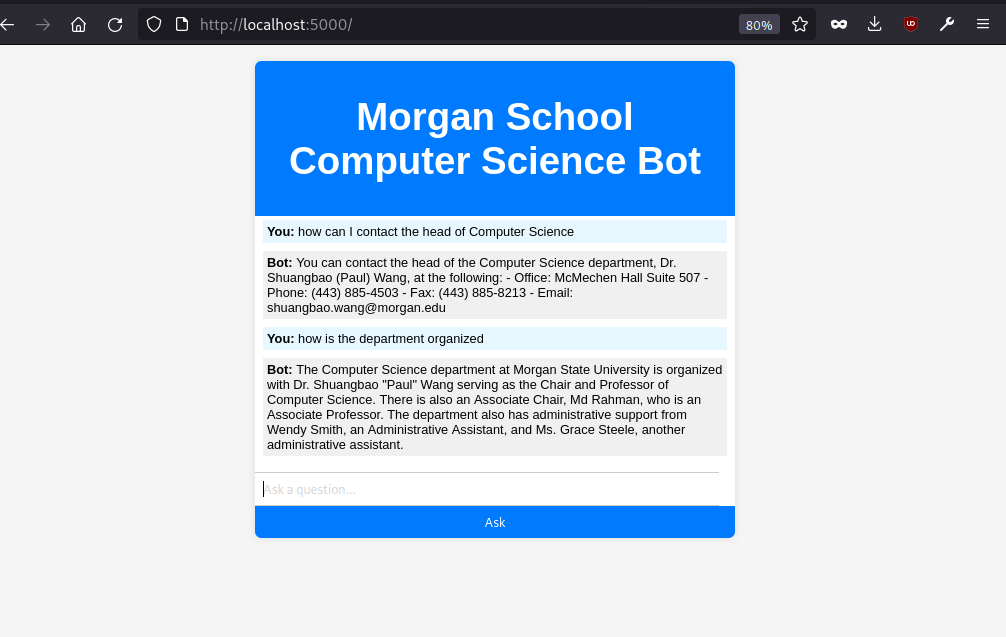 http://localhost:5000/
80%
Morgan School
Computer Science Bot
You: how can I contact the head of Computer Science
Bot: You can contact the head of the Computer Science department, Dr.
Shuangbao (Paul) Wang, at the following: - Office: McMechen Hall Suite 507 -
Phone: (443) 885-4503 - Fax: (443) 885-8213 - Email:
shuangbao.wang@morgan.edu
You: how is the department organized
Bot: The Computer Science department at Morgan State University is organized
with Dr. Shuangbao "Paul" Wang serving as the Chair and Professor of
Computer Science. There is also an Associate Chair, Md Rahman, who is an
Associate Professor. The department also has administrative support from
Wendy Smith, an Administrative Assistant, and Ms. Grace Steele, another
administrative assistant.
Ask a question...
Ask